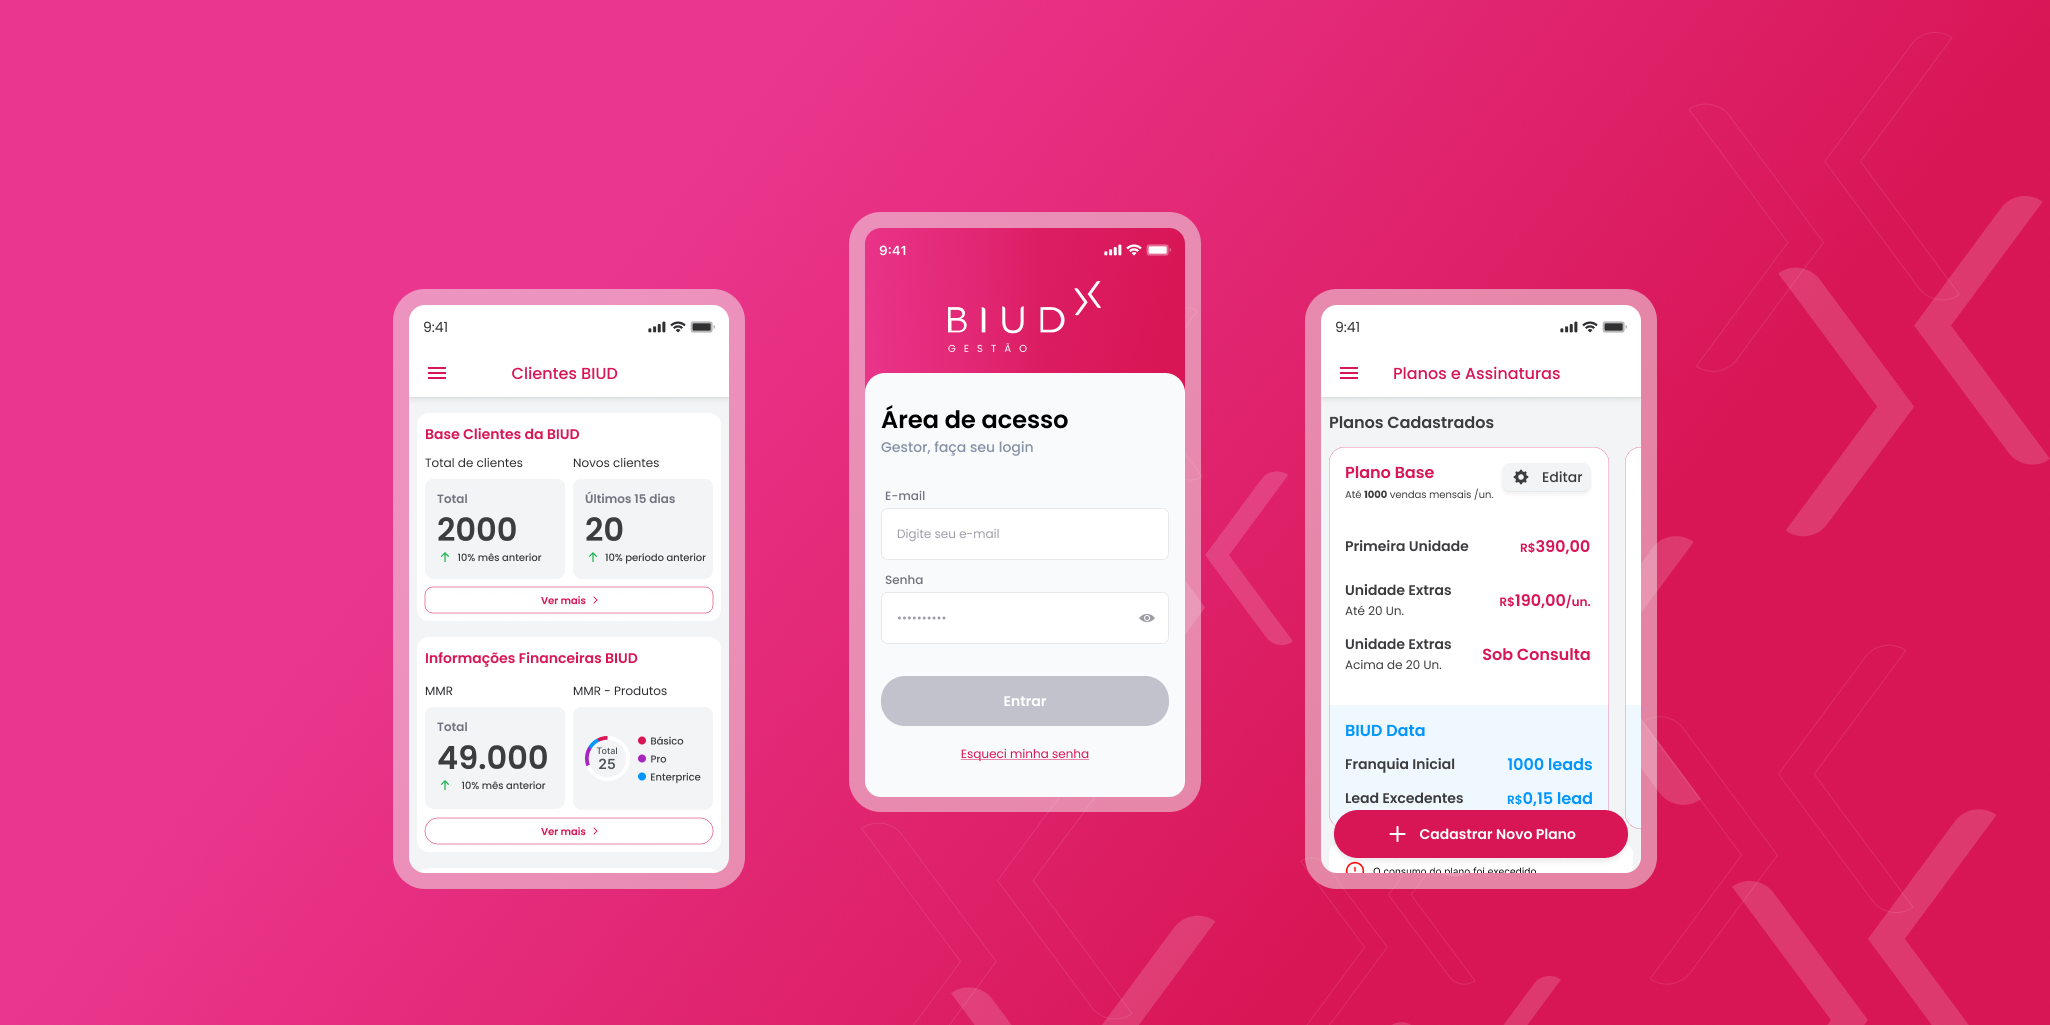 9:41
Clientes BIUD
Base Clientes da BIUD
Total de clientes
Novos clientes
Total
2000
10% mês anterior
Últimos 15 dias
20
10% período anterior
Ver mais
Informações Financeiras BIUD
MMR
MMR - Produtos
Total
49.000
10% mês anterior
Total
25
Básico
Pro
Enterprice
Ver mais
9:41
BIUD
GESTÃO
Área de acesso
Gestor, faça seu login
E-mail
Digite seu e-mail
Senha
Entrar
Esqueci minha senha
9:41
Planos e Assinaturas
Planos Cadastrados
Plano Base
Editar
Até 1000 vendas mensais /un.
Primeira Unidade
R$390,00
Unidade Extras
Até 20 Un.
R$190,00/un.
Unidade Extras
Acima de 20 Un.
Sob Consulta
BIUD Data
Franquia Inicial
1000 leads
Lead Excedentes
R$0,15 lead
Cadastrar Novo Plano
O consumo do plano foi execedido